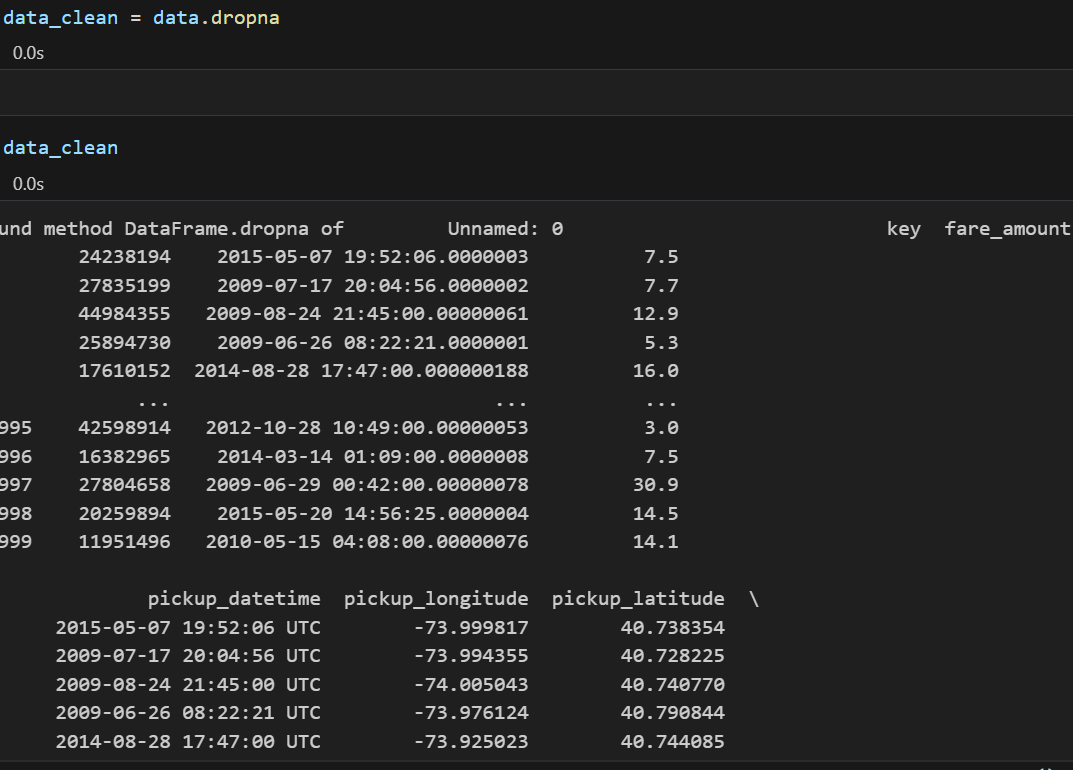 data_clean = data.dropna
0.0s
data_clean
0.0s
und method DataFrame.dropna of Unnamed: 0 key fare_amount
24238194 2015-05-07 19:52:06.0000003 7.5
27835199 2009-07-17 20:04:56.0000002 7.7
44984355 2009-08-24 21:45:00.00000061 12.9
25894730 2009-06-26 08:22:21.0000001 5.3
17610152 2014-08-28 17:47:00.000000188 16.0
... ... ...
995 42598914 2012-10-28 10:49:00.00000053 3.0
996 16382965 2014-03-14 01:09:00.0000008 7.5
997 27804658 2009-06-29 00:42:00.00000078 30.9
998 20259894 2015-05-20 14:56:25.0000004 14.5
999 11951496 2010-05-15 04:08:00.00000076 14.1
pickup_datetime pickup_longitude pickup_latitude \
2015-05-07 19:52:06 UTC -73.999817 40.738354
2009-07-17 20:04:56 UTC -73.994355 40.728225
2009-08-24 21:45:00 UTC -74.005043 40.740770
2009-06-26 08:22:21 UTC -73.976124 40.790844
2014-08-28 17:47:00 UTC -73.925023 40.744085